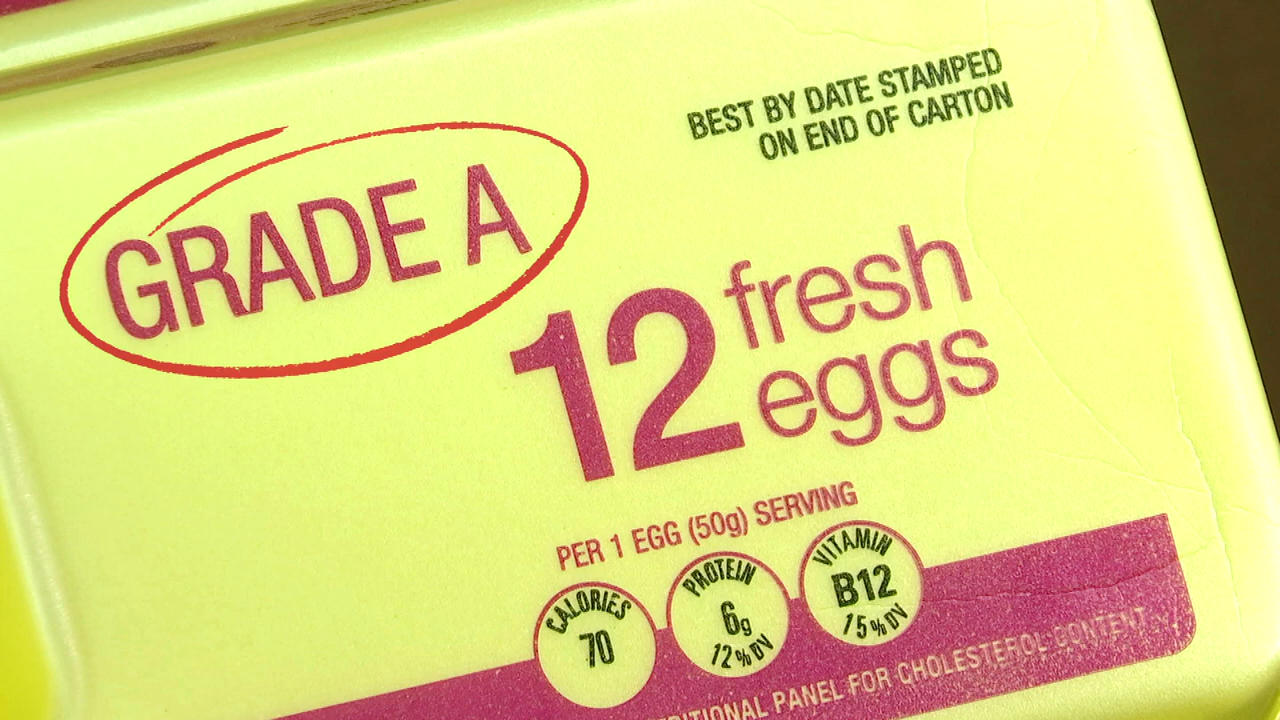 BEST BY DATE STAMPED
ON END OF CARTON
GRADE A
12 fresh
eggs
PER 1 EGG (50g) SERVING
CALORIES
70
PROTEIN
6g
12% DV
VITAMIN
B12
15% DV
PANEL FOR CHOLESTEROL CONTENT